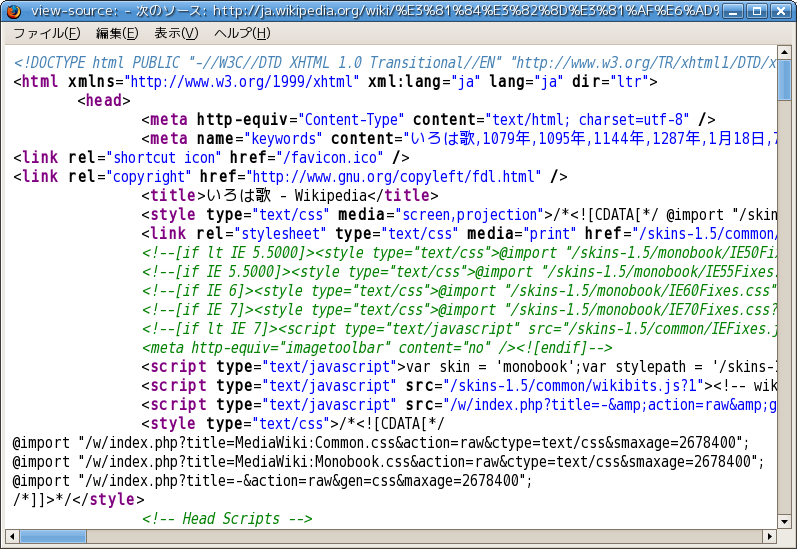 view-source: - 次のソース: http://ja.wikipedia.org/wiki/%E3%81%84%E3%82%8D%E3%81%AF%E6%AD%
ファイル(F) 編集(E) 表示(V) ヘルプ(H)
<!DOCTYPE html PUBLIC "-//W3C//DTD XHTML 1.0 Transitional//EN" "http://www.w3.org/TR/xhtml1/DTD/x
<html xmlns="http://www.w3.org/1999/xhtml" xml:lang="ja" lang="ja" dir="ltr">
<head>
<meta http-equiv="Content-Type" content="text/html; charset=utf-8" />
<meta name="keywords" content="いろは歌,1079年,1095年,1144年,1287年,1月18日,7
<link rel="shortcut icon" href="/favicon.ico" />
<link rel="copyright" href="http://www.gnu.org/copyleft/fdl.html" />
<title>いろは歌 - Wikipedia</title>
<style type="text/css" media="screen,projection">/*<![CDATA[*/ @import "/skin
<link rel="stylesheet" type="text/css" media="print" href="/skins-1.5/common/
<!--[if lt IE 5.5000]><style type="text/css">@import "/skins-1.5/monobook/IE50Fi
<!--[if IE 5.5000]><style type="text/css">@import "/skins-1.5/monobook/IE55Fixes.
<!--[if IE 6]><style type="text/css">@import "/skins-1.5/monobook/IE60Fixes.css"
<!--[if IE 7]><style type="text/css">@import "/skins-1.5/monobook/IE70Fixes.css?
<!--[if lt IE 7]><script type="text/javascript" src="/skins-1.5/common/IEFixes.j
<meta http-equiv="imagetoolbar" content="no" /><![endif]-->
<script type="text/javascript">var skin = 'monobook';var stylepath = '/skins-1
<script type="text/javascript" src="/skins-1.5/common/wikibits.js?1"><!-- wik
<script type="text/javascript" src="/w/index.php?title=-&amp;action=raw&amp;g
<style type="text/css">/*<![CDATA[*/
@import "/w/index.php?title=MediaWiki:Common.css&action=raw&ctype=text/css&smaxage=2678400";
@import "/w/index.php?title=MediaWiki:Monobook.css&action=raw&ctype=text/css&smaxage=2678400";
@import "/w/index.php?title=-&action=raw&gen=css&maxage=2678400";
/*]]>*/</style>
<!-- Head Scripts -->